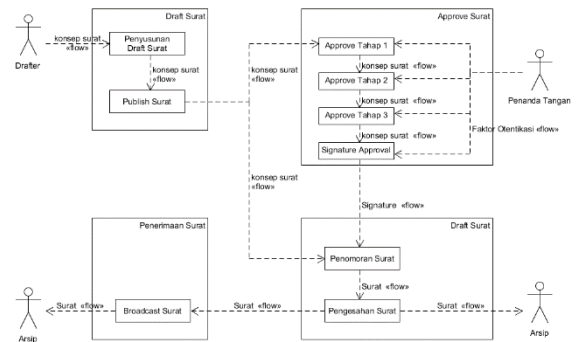 Draft Surat
Approve Surat
konsep surat
«flow»
Penyusunan
Draft Surat
Drafter
konsep surat
«flow»
Publish Surat
konsep surat
«flow»
Approve Tahap 1
konsep surat «flow»
Approve Tahap 2
konsep surat «flow»
Approve Tahap 3
konsep surat «flow»
Signature Approval
Penanda Tangan
Faktor Otentikasi «flow»
konsep surat
«flow»
Signature «flow»
Penerimaan Surat
Draft Surat
Penomoran Surat
Surat «flow»
Surat «flow»
Broadcast Surat
Surat «flow»
Pengesahan Surat
Surat «flow»
Arsip
Arsip